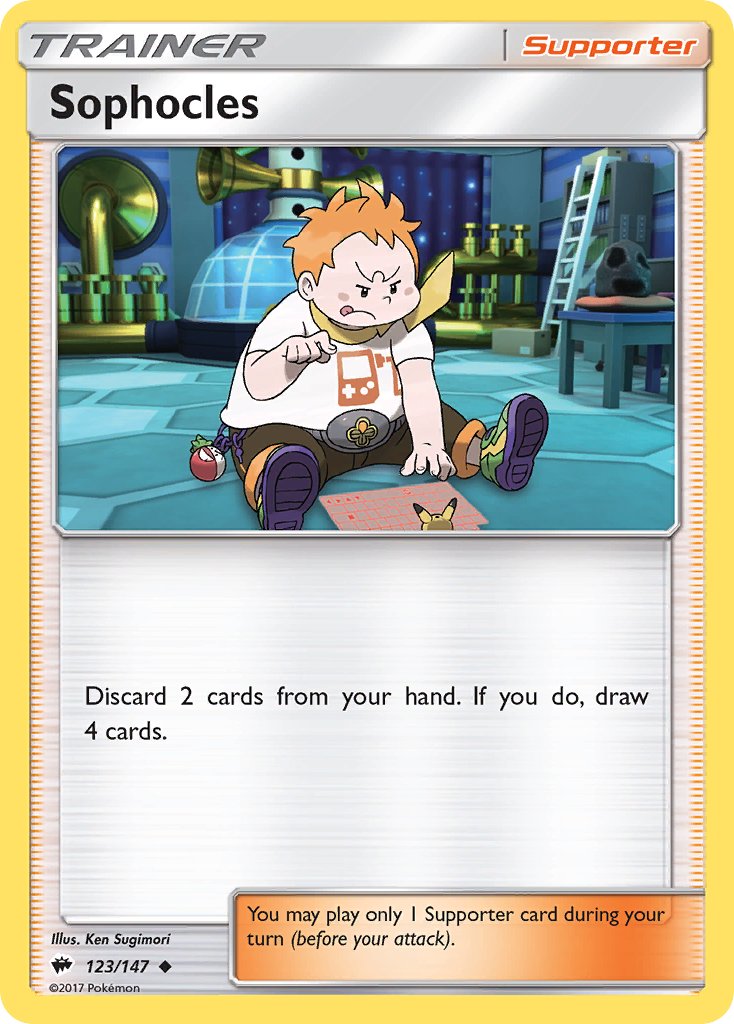 TRAINER
Supporter
Sophocles
Discard 2 cards from your hand. If you do, draw
4 cards.
You may play only 1 Supporter card during your
turn (before your attack).
Illus. Ken Sugimori
123/147 ◆
©2017 Pokémon